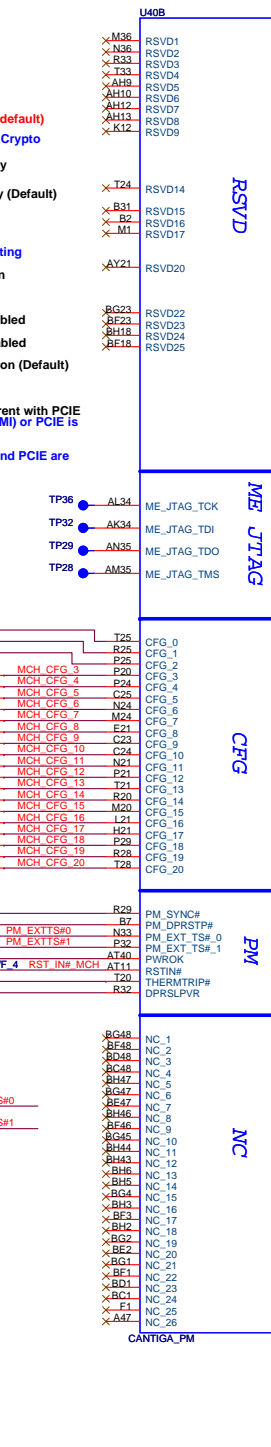 U40B
M36 RSVD1
N36 RSVD2
R33 RSVD3
T33 RSVD4
AH9 RSVD5
AH10 RSVD6
AH12 RSVD7
default) AH13 RSVD8
K12 RSVD9
Crypto
y
T24 RSVD14
y (Default)
B31 RSVD15
B2 RSVD16
M1 RSVD17
RSVD
ting
AY21 RSVD20
n
BG23 RSVD22
bled BF23 RSVD23
BH18 RSVD24
abled BF18 RSVD25
on (Default)
rent with PCIE
MI) or PCIE is
nd PCIE are
TP36 AL34 ME_JTAG_TCK
TP32 AK34 ME_JTAG_TDI
TP29 AN35 ME_JTAG_TDO
TP28 AM35 ME_JTAG_TMS
ME JTAG
T25 CFG_0
R25 CFG_1
P25 CFG_2
MCH_CFG_3 P20 CFG_3
MCH_CFG_4 P24 CFG_4
MCH_CFG_5 C25 CFG_5
MCH_CFG_6 N24 CFG_6
MCH_CFG_7 M24 CFG_7
MCH_CFG_8 E21 CFG_8
MCH_CFG_9 C23 CFG_9
MCH_CFG_10 C24 CFG_10
MCH_CFG_11 N21 CFG_11
MCH_CFG_12 P21 CFG_12
MCH_CFG_13 T21 CFG_13
MCH_CFG_14 R20 CFG_14
MCH_CFG_15 M20 CFG_15
MCH_CFG_16 L21 CFG_16
MCH_CFG_17 H21 CFG_17
MCH_CFG_18 P29 CFG_18
MCH_CFG_19 R28 CFG_19
MCH_CFG_20 T28 CFG_20
CFG
R29 PM_SYNC#
B7 PM_DPRSTP#
PM_EXTTS#0 N33 PM_EXT_TS#_0
PM_EXTTS#1 P32 PM_EXT_TS#_1
AT40 PWROK
F_4 RST_IN#_MCH AT11 RSTIN#
T20 THERMTRIP#
R32 DPRSLPVR
PM
BG48 NC_1
BF48 NC_2
BD48 NC_3
BC48 NC_4
BH47 NC_5
BG47 NC_6
S#0 BE47 NC_7
BH46 NC_8
S#1 BF46 NC_9
BG45 NC_10
BH44 NC_11
BH43 NC_12
BH6 NC_13
BH5 NC_14
BG4 NC_15
BH3 NC_16
BF3 NC_17
BH2 NC_18
BG2 NC_19
BE2 NC_20
BG1 NC_21
BF1 NC_22
BD1 NC_23
BC1 NC_24
F1 NC_25
A47 NC_26
NC
CANTIGA_PM